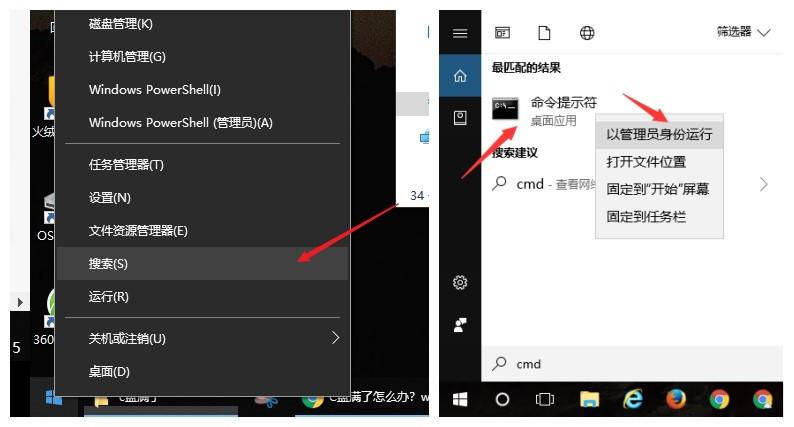 磁盘管理(K)
计算机管理(G)
Windows PowerShell(I)
Windows PowerShell (管理员)(A)
任务管理器(T)
设置(N)
文件资源管理器(E)
搜索(S)
运行(R)
关机或注销(U)
桌面(D)
火绒
OS
360
5
34
C盘满了怎么办？w
筛选器
最匹配的结果
命令提示符
桌面应用
以管理员身份运行
打开文件位置
固定到"开始"屏幕
固定到任务栏
搜索建议
cmd - 查看网络
cmd